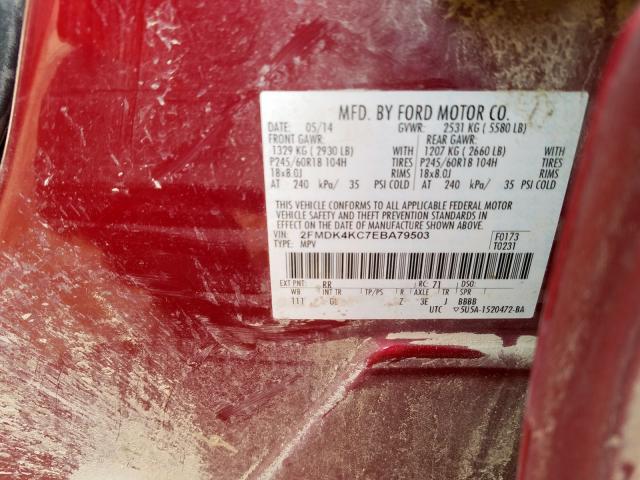 MFD. BY FORD MOTOR CO.
DATE: 05/14 GVWR: 2531 KG ( 5580 LB)
FRONT GAWR: REAR GAWR:
1329 KG ( 2930 LB) WITH 1207 KG ( 2660 LB) WITH
P245/60R18 104H TIRES P245/60R18 104H TIRES
18x8.0J RIMS 18x8.0J RIMS
AT 240 kPa/ 35 PSI COLD AT 240 kPa/ 35 PSI COLD
THIS VEHICLE CONFORMS TO ALL APPLICABLE FEDERAL MOTOR
VEHICLE SAFETY AND THEFT PREVENTION STANDARDS IN
EFFECT ON THE DATE OF MANUFACTURE SHOWN ABOVE.
VIN: 2FMDK4KC7EBA79503 F0173
TYPE: MPV T0231
EXT PNT: RR RC: 71 DSO:
WB INT TR TP/PS R AXLE TR SPR
111 GL Z 3E J BBBB
UTC 5U5A-1520472-BA